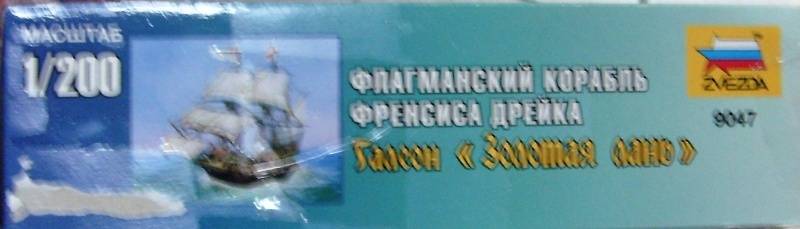 МАСШТАБ
1/200
ФЛАГМАНСКИЙ КОРАБЛЬ
ФРЕНСИСА ДРЕЙКА
Галеон «Золотая лань»
ZVEZDA
9047